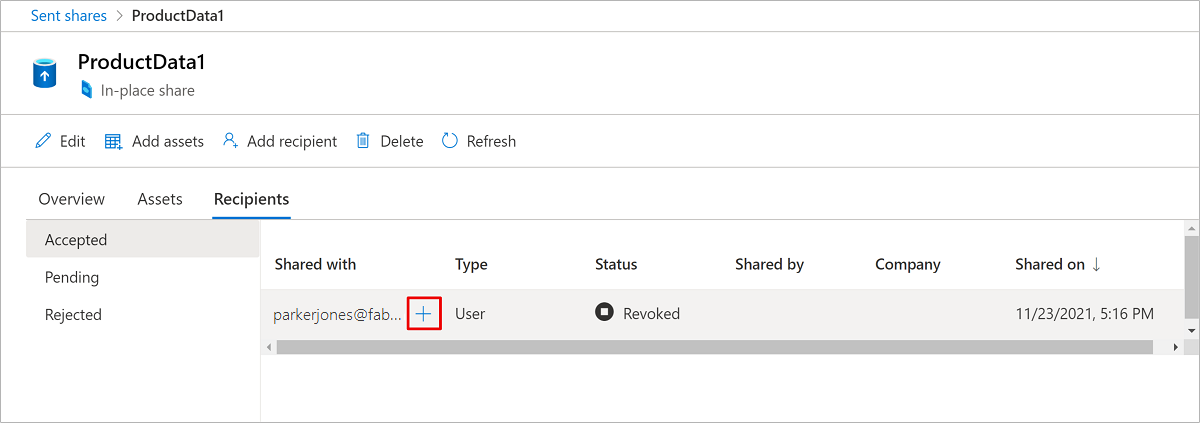 Sent shares > ProductData1
ProductData1
In-place share
Edit Add assets Add recipient Delete Refresh
Overview Assets Recipients
Accepted
Pending
Rejected
Shared with Type Status Shared by Company Shared on ↓
parkerjones@fab... + User Revoked 11/23/2021, 5:16 PM